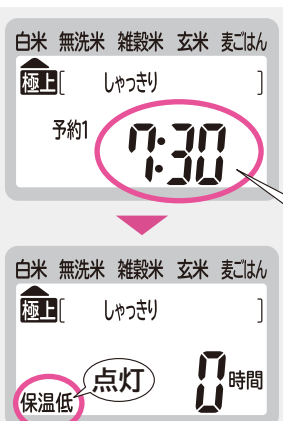 白米 無洗米 雑穀米 玄米 麦ごはん
極上[ しゃっきり ]
予約1 7:30
白米 無洗米 雑穀米 玄米 麦ごはん
極上[ しゃっきり ]
保温低 点灯 0時間